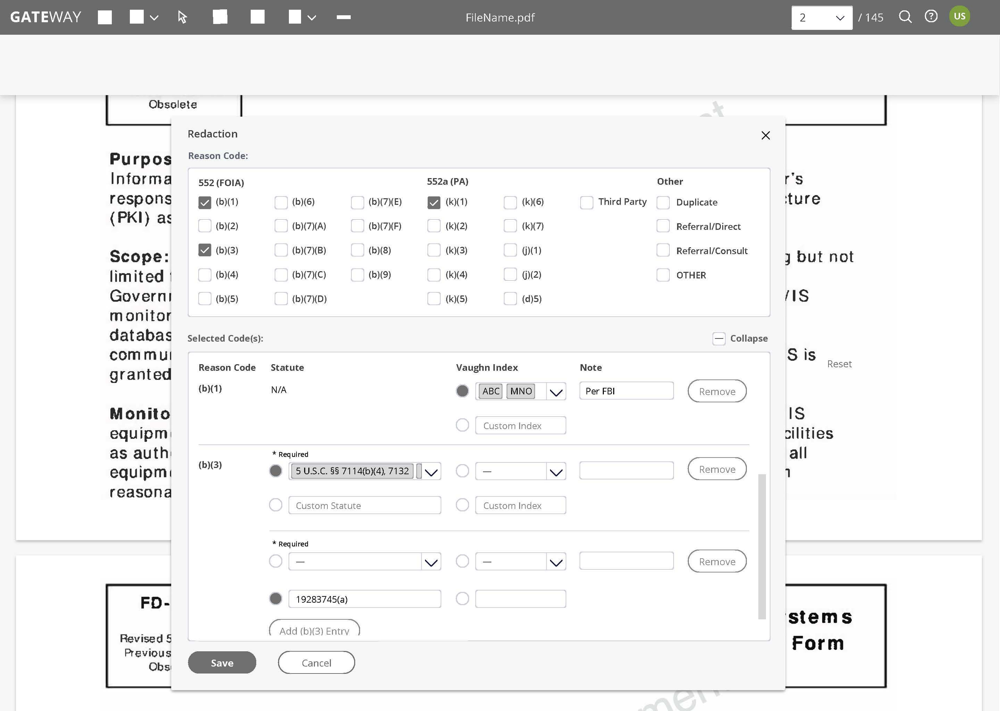 GATEWAY
FileName.pdf
2
/ 145
US
Obsolete
Redaction
Reason Code:
552 (FOIA) 552a (PA) Other
(b)(1) (b)(6) (b)(7)(E) (k)(1) (k)(6) Third Party Duplicate
(b)(2) (b)(7)(A) (b)(7)(F) (k)(2) (k)(7) Referral/Direct
(b)(3) (b)(7)(B) (b)(8) (k)(3) (j)(1) Referral/Consult
(b)(4) (b)(7)(C) (b)(9) (k)(4) (j)(2) OTHER
(b)(5) (b)(7)(D) (k)(5) (d)5)
Selected Code(s): Collapse
Reason Code Statute Vaughn Index Note
(b)(1) N/A ABC MNO Per FBI Remove
Custom Index
* Required
(b)(3) 5 U.S.C. §§ 7114(b)(4), 7132 — Remove
Custom Statute Custom Index
* Required
— — Remove
19283745(a)
Add (b)(3) Entry
Save Cancel
Purpos
Informa r's
respons ture
(PKI) as
Scope: g but not
limited
Govern /IS
monitor
databas
commu S is
Reset
granted
Monito IS
equipm cilities
as auth all
equipm
reasona
FD- stems
Form
Revised 5
Previous
Obs